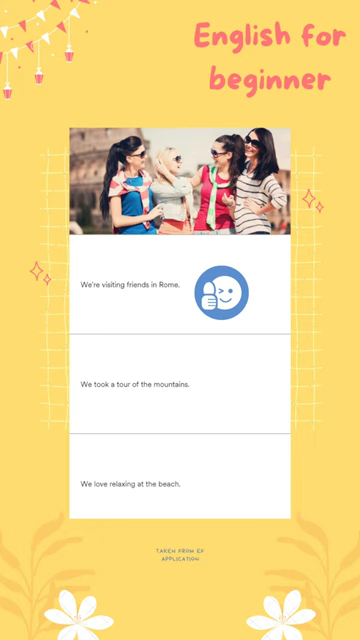 English for
beginner
We're visiting friends in Rome.
We took a tour of the mountains.
We love relaxing at the beach.
TAKEN FROM EF
APPLICATION